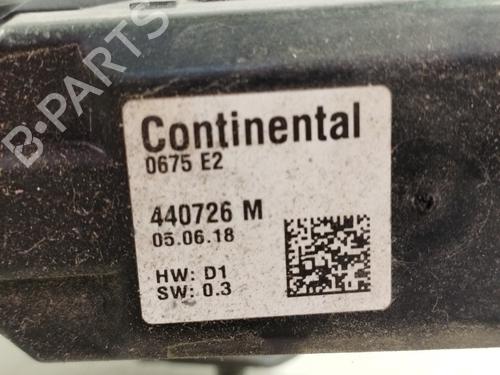 B-PARTS
Continental
0675 E2
440726 M
05.06.18
HW: D1
SW: 0.3